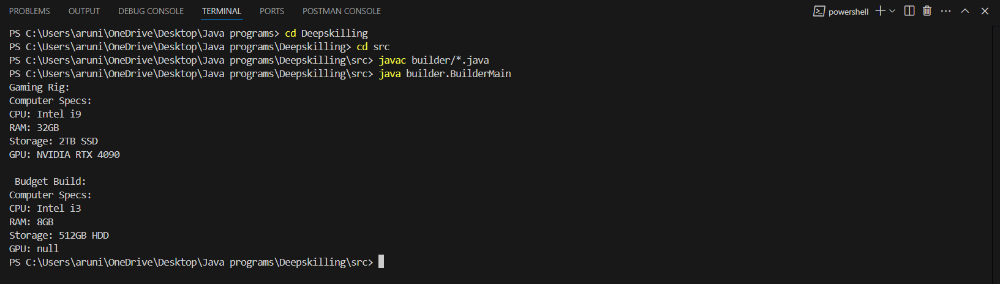 PROBLEMS OUTPUT DEBUG CONSOLE TERMINAL PORTS POSTMAN CONSOLE powershell
PS C:\Users\aruni\OneDrive\Desktop\Java programs> cd Deepskilling
PS C:\Users\aruni\OneDrive\Desktop\Java programs\Deepskilling> cd src
PS C:\Users\aruni\OneDrive\Desktop\Java programs\Deepskilling\src> javac builder/*.java
PS C:\Users\aruni\OneDrive\Desktop\Java programs\Deepskilling\src> java builder.BuilderMain
Gaming Rig:
Computer Specs:
CPU: Intel i9
RAM: 32GB
Storage: 2TB SSD
GPU: NVIDIA RTX 4090
Budget Build:
Computer Specs:
CPU: Intel i3
RAM: 8GB
Storage: 512GB HDD
GPU: null
PS C:\Users\aruni\OneDrive\Desktop\Java programs\Deepskilling\src>